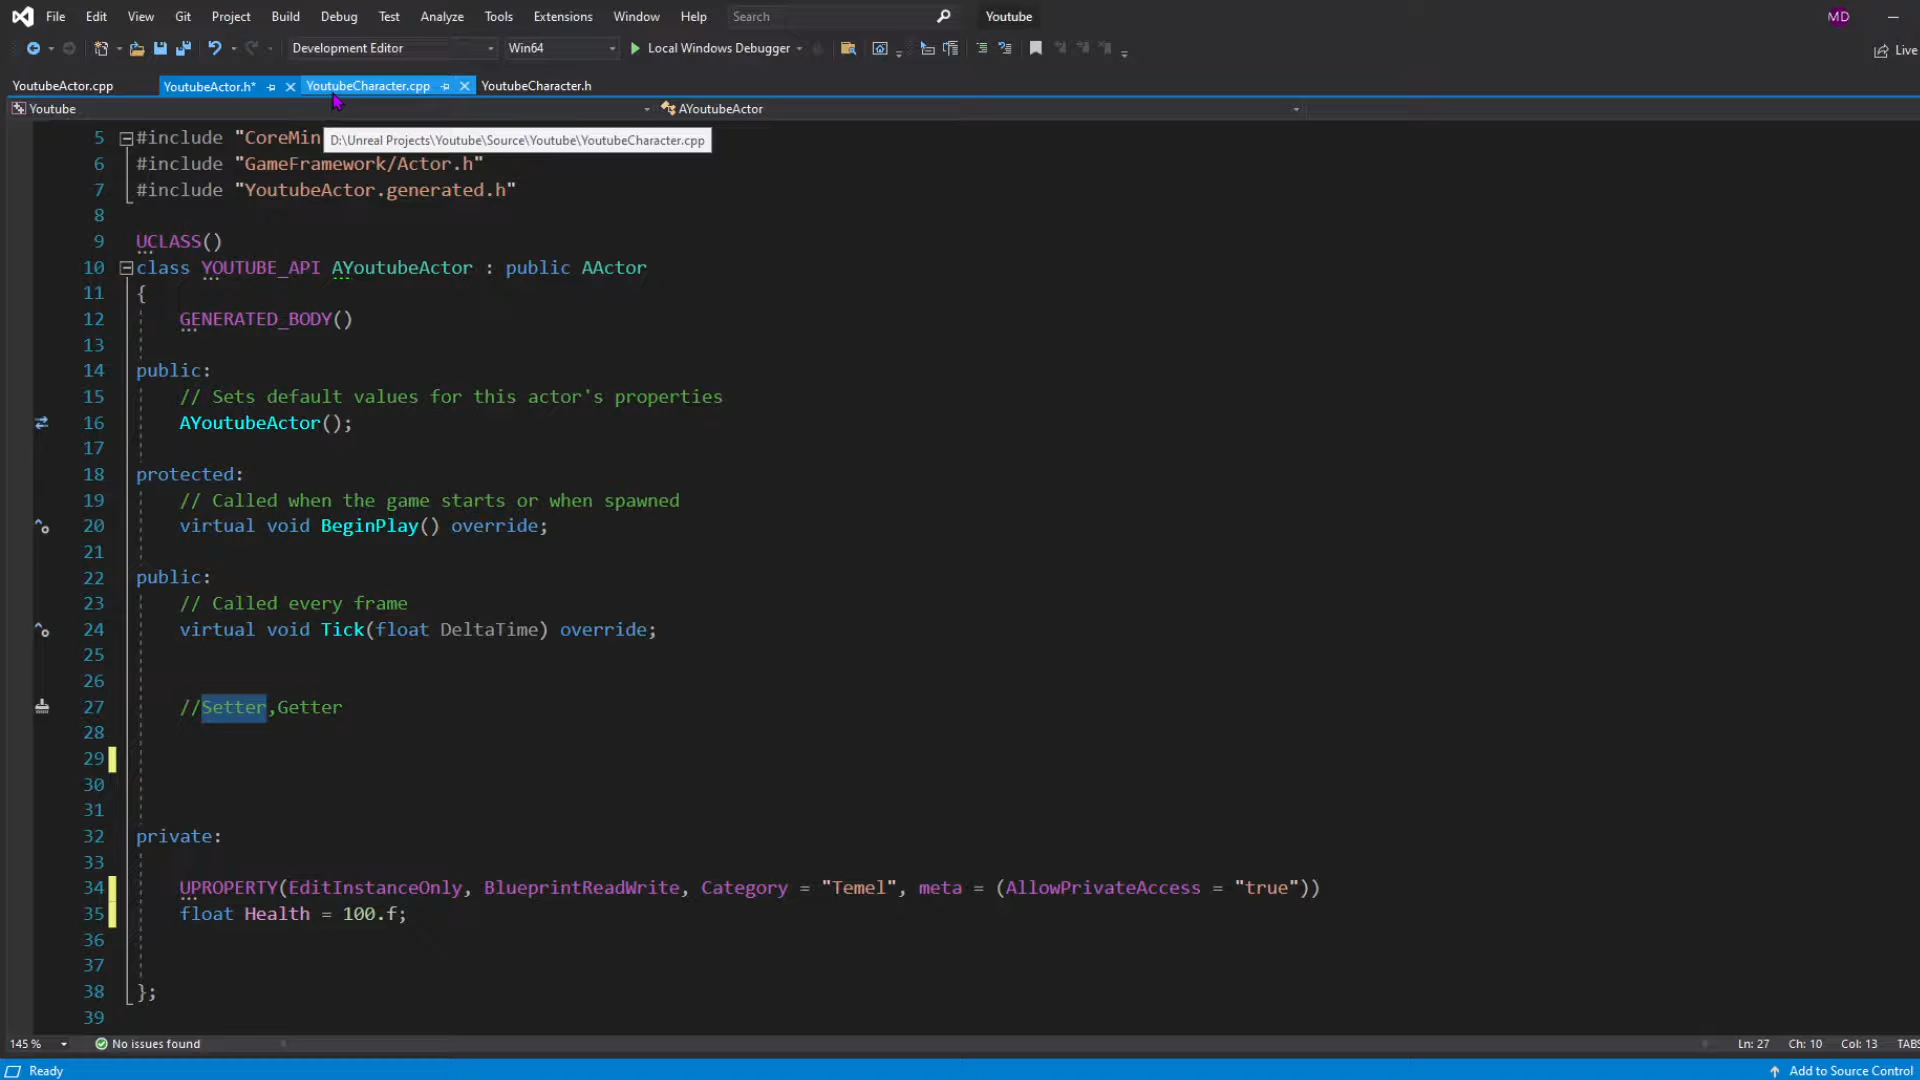 File Edit View Git Project Build Debug Test Analyze Tools Extensions Window Help Search Youtube MD
Development Editor Win64 Local Windows Debugger Live
YoutubeActor.cpp YoutubeActor.h* YoutubeCharacter.cpp YoutubeCharacter.h
Youtube AYoutubeActor
D:\Unreal Projects\Youtube\Source\Youtube\YoutubeCharacter.cpp
5 #include "CoreMin
6 #include "GameFramework/Actor.h"
7 #include "YoutubeActor.generated.h"
8
9 UCLASS()
10 class YOUTUBE_API AYoutubeActor : public AActor
11 {
12 GENERATED_BODY()
13
14 public:
15 // Sets default values for this actor's properties
16 AYoutubeActor();
17
18 protected:
19 // Called when the game starts or when spawned
20 virtual void BeginPlay() override;
21
22 public:
23 // Called every frame
24 virtual void Tick(float DeltaTime) override;
25
26
27 //Setter,Getter
28
29
30
31
32 private:
33
34 UPROPERTY(EditInstanceOnly, BlueprintReadWrite, Category = "Temel", meta = (AllowPrivateAccess = "true"))
35 float Health = 100.f;
36
37
38 };
39
145 % No issues found Ln: 27 Ch: 10 Col: 13 TABS
Ready Add to Source Control